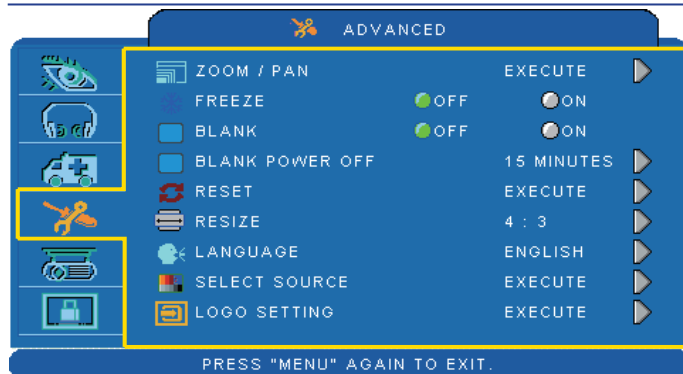 ADVANCED
ZOOM / PAN EXECUTE
FREEZE OFF ON
BLANK OFF ON
BLANK POWER OFF 15 MINUTES
RESET EXECUTE
RESIZE 4 : 3
LANGUAGE ENGLISH
SELECT SOURCE EXECUTE
LOGO SETTING EXECUTE
PRESS "MENU" AGAIN TO EXIT.